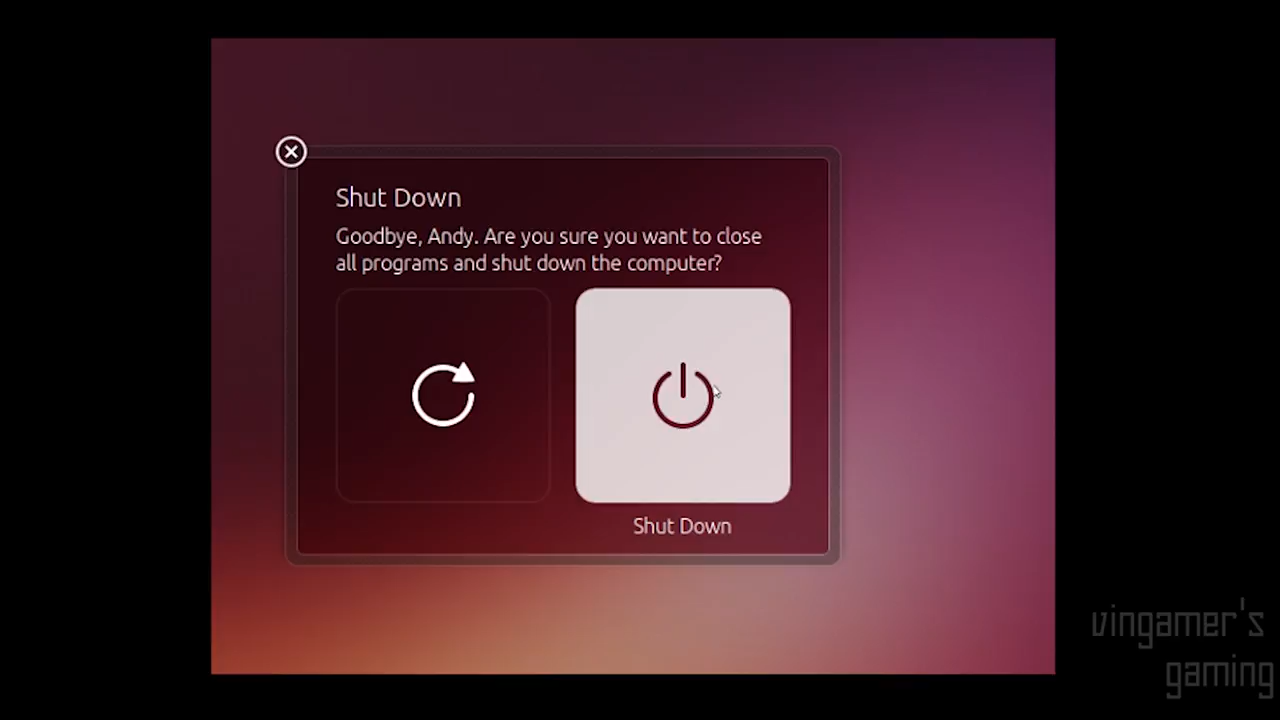 Shut Down
Goodbye, Andy. Are you sure you want to close
all programs and shut down the computer?
Shut Down
vingamer's
gaming